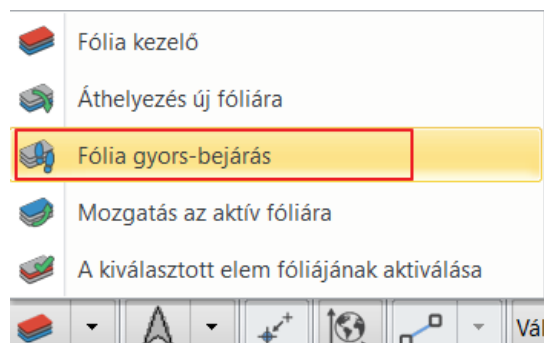 Fólia kezelő
Áthelyezés új fóliára
Fólia gyors-bejárás
Mozgatás az aktív fóliára
A kiválasztott elem fóliájának aktiválása